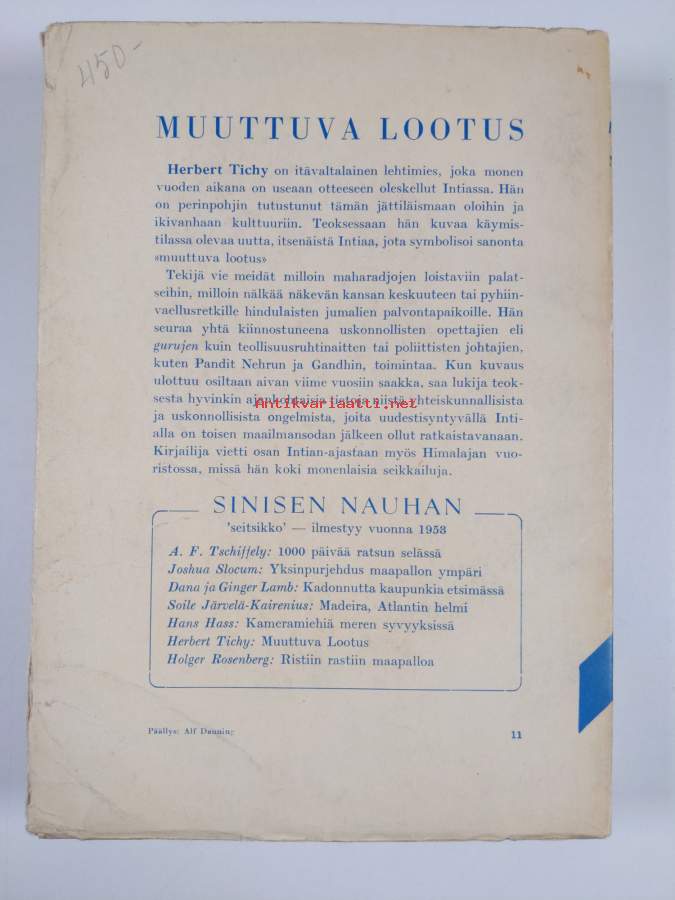 450-
MUUTTUVA LOOTUS
Herbert Tichy on itävaltalainen lehtimies, joka monen
vuoden aikana on useaan otteeseen oleskellut Intiassa. Hän
on perinpohjin tutustunut tämän jättiläismaan oloihin ja
ikivanhaan kulttuuriin. Teoksessaan hän kuvaa käymis-
tilassa olevaa uutta, itsenäistä Intiaa, jota symbolisoi sanonta
«muuttuva lootus»
Tekijä vie meidät milloin maharadjojen loistaviin palat-
seihin, milloin nälkää näkevän kansan keskuuteen tai pyhiin-
vaellusretkille hindulaisten jumalien palvontapaikoille. Hän
seuraa yhtä kiinnostuneena uskonnollisten opettajien eli
gurujen kuin teollisuusruhtinaitten tai poliittisten johtajien,
kuten Pandit Nehrun ja Gandhin, toimintaa. Kun kuvaus
ulottuu osiltaan aivan viime vuosiin saakka, saa lukija teok-
sesta hyvinkin ajankohtaisia tietoja niistä yhteiskunnallisista
Antikvariaatti.net
ja uskonnollisista ongelmista, joita uudestisyntyvällä Inti-
alla on toisen maailmansodan jälkeen ollut ratkaistavanaan.
Kirjailija vietti osan Intian-ajastaan myös Himalajan vuo-
ristossa, missä hän koki monenlaisia seikkailuja.
SINISEN NAUHAN
'seitsikko' — ilmestyy vuonna 1953
A. F. Tschiffely: 1000 päivää ratsun selässä
Joshua Slocum: Yksinpurjehdus maapallon ympäri
Dana ja Ginger Lamb: Kadonnutta kaupunkia etsimässä
Soile Järvelä-Kairenius: Madeira, Atlantin helmi
Hans Hass: Kameramiehiä meren syvyyksissä
Herbert Tichy: Muuttuva Lootus
Holger Rosenberg: Ristiin rastiin maapalloa
Päällys: Alf Danning
11